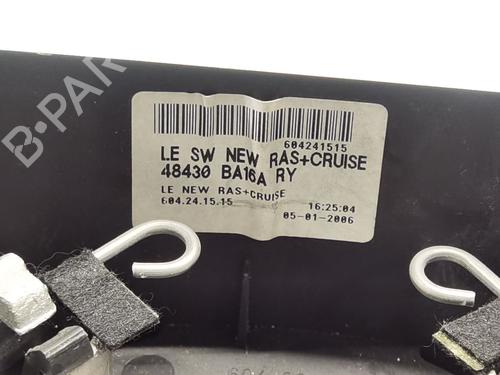 B-PARTS
604241515
LE SW NEW RAS+CRUISE
48430 BA16A RY
LE NEW RAS+CRUISE
604.24.15.15 16:25:04
05-01-2006